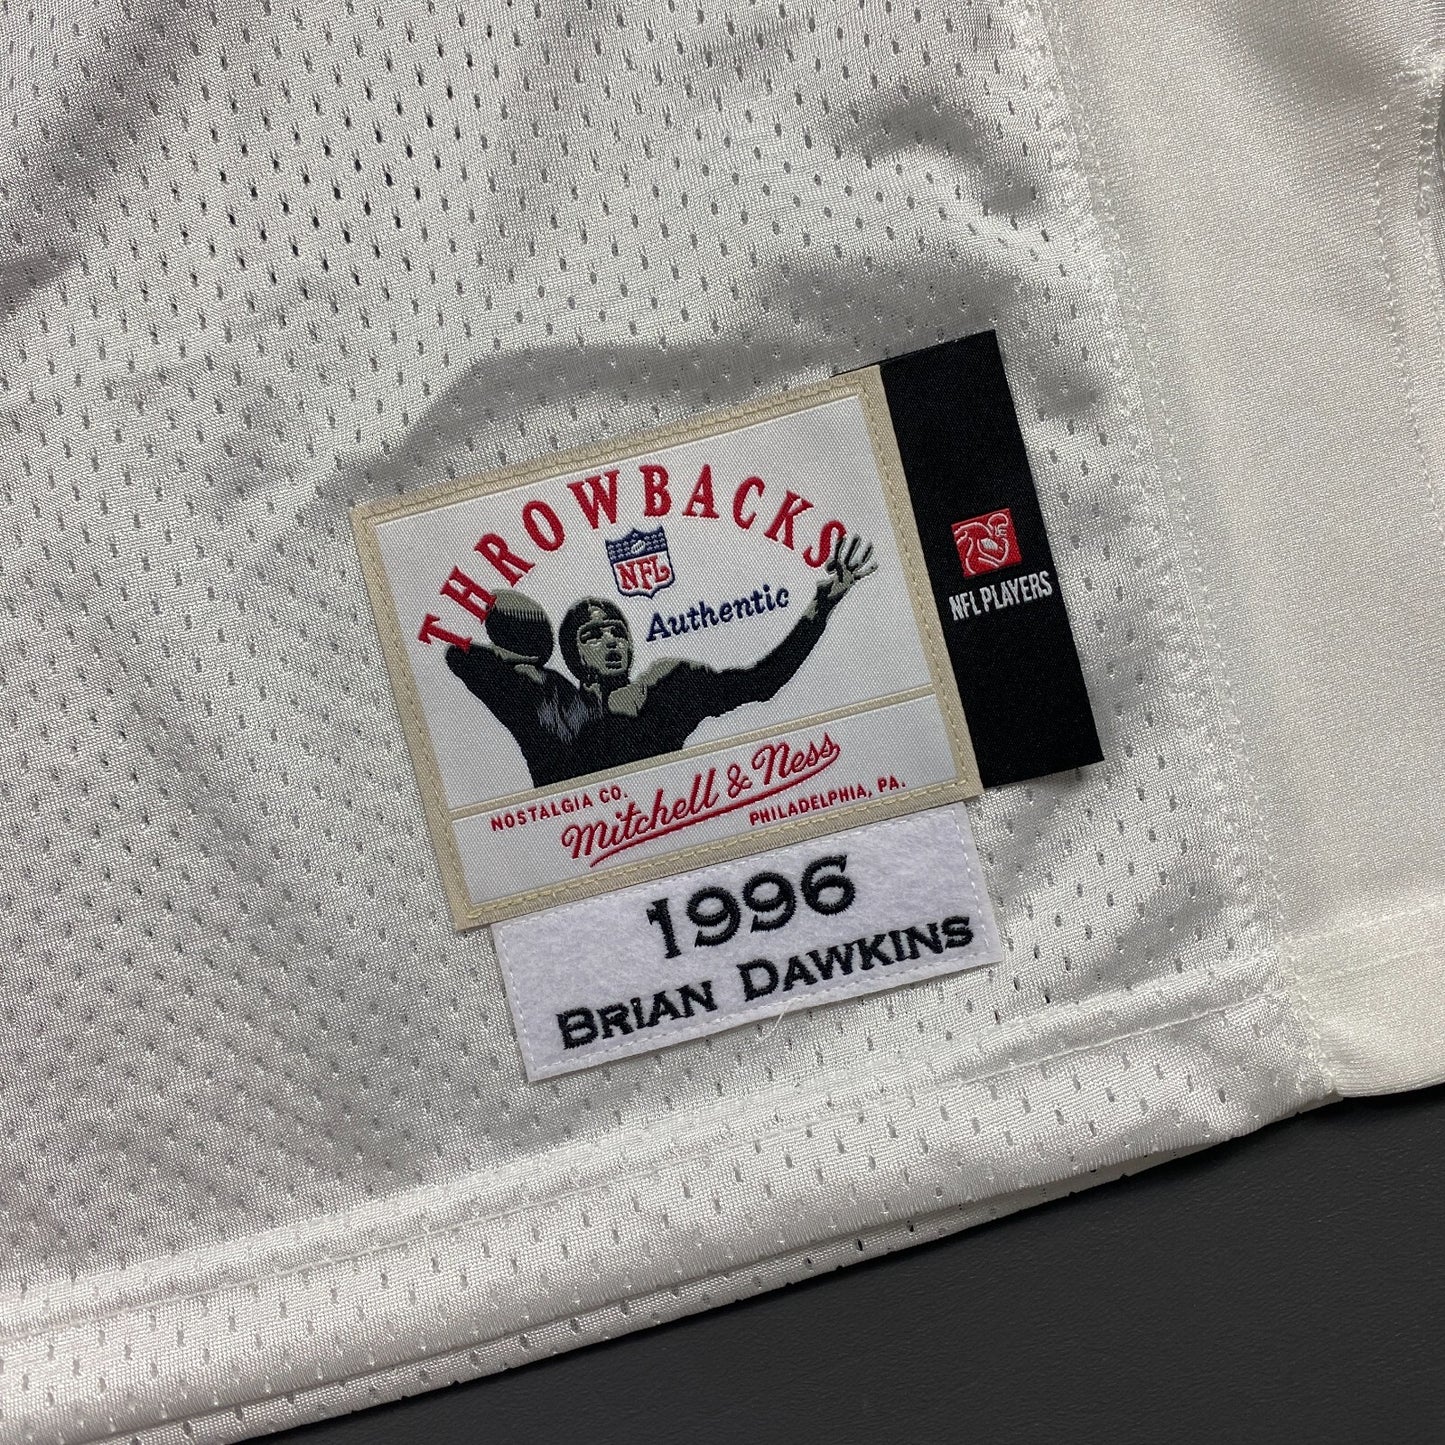 THROWBACKS
NFL
Authentic
NFL PLAYERS
NOSTALGIA CO.
Mitchell & Ness
PHILADELPHIA, PA.
1996
BRIAN DAWKINS